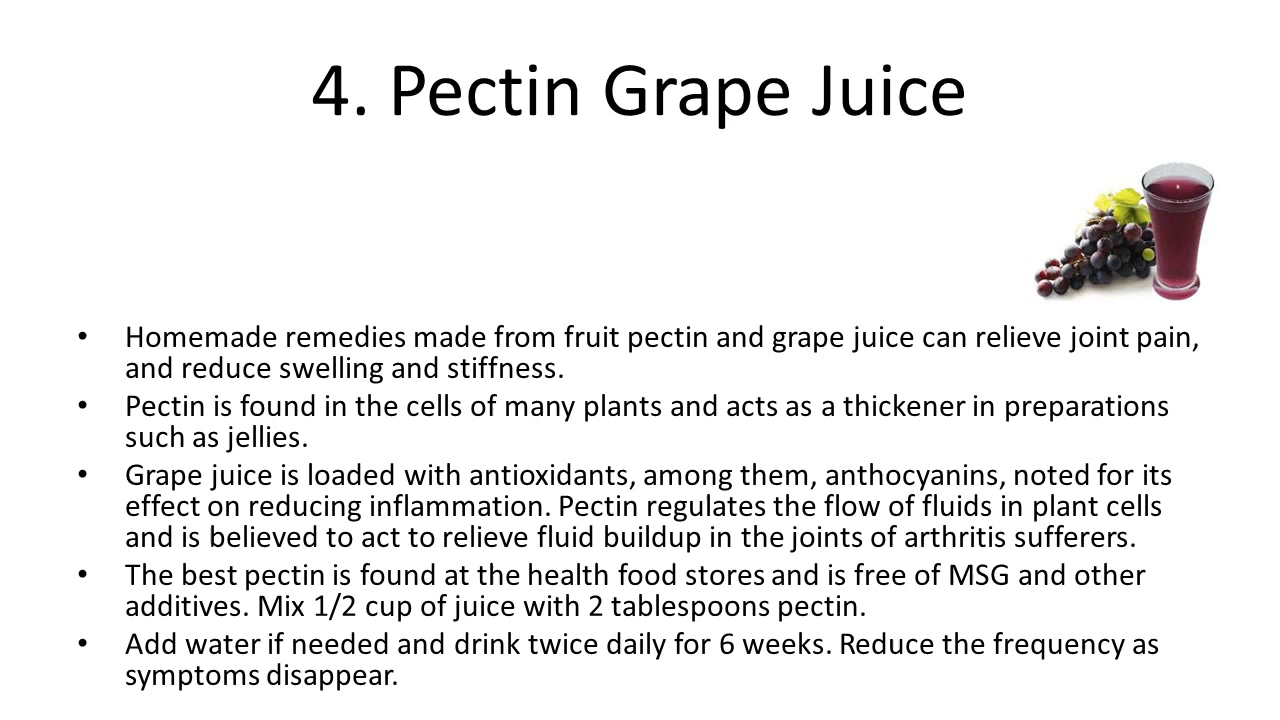 4. Pectin Grape Juice
• Homemade remedies made from fruit pectin and grape juice can relieve joint pain,
and reduce swelling and stiffness.
• Pectin is found in the cells of many plants and acts as a thickener in preparations
such as jellies.
• Grape juice is loaded with antioxidants, among them, anthocyanins, noted for its
effect on reducing inflammation. Pectin regulates the flow of fluids in plant cells
and is believed to act to relieve fluid buildup in the joints of arthritis sufferers.
• The best pectin is found at the health food stores and is free of MSG and other
additives. Mix 1/2 cup of juice with 2 tablespoons pectin.
• Add water if needed and drink twice daily for 6 weeks. Reduce the frequency as
symptoms disappear.